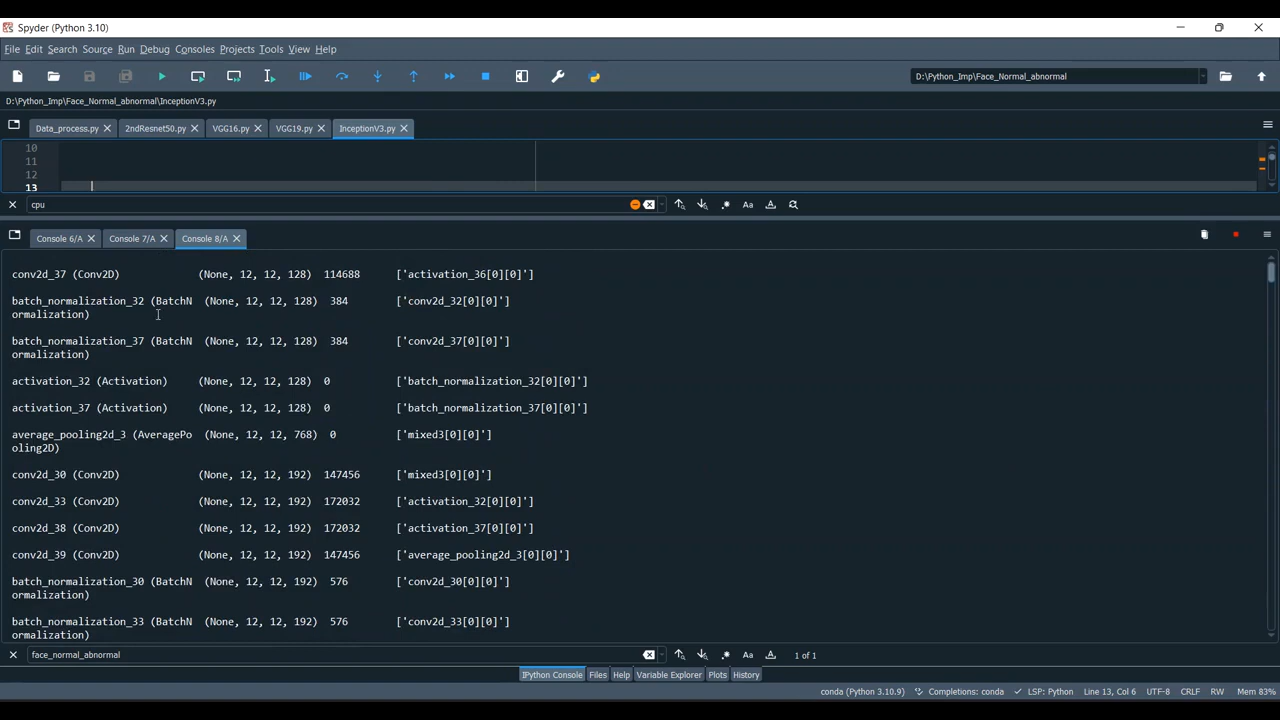 Spyder (Python 3.10)
File Edit Search Source Run Debug Consoles Projects Tools View Help
D:\Python_Imp\Face_Normal_abnormal
D:\Python_Imp\Face_Normal_abnormal\InceptionV3.py
Data_process.py 2ndResnet50.py VGG16.py VGG19.py InceptionV3.py
10
11
12
13
cpu Aa
Console 6/A Console 7/A Console 8/A
conv2d_37 (Conv2D) (None, 12, 12, 128) 114688 ['activation_36[0][0]']
batch_normalization_32 (BatchN (None, 12, 12, 128) 384 ['conv2d_32[0][0]']
ormalization)
batch_normalization_37 (BatchN (None, 12, 12, 128) 384 ['conv2d_37[0][0]']
ormalization)
activation_32 (Activation) (None, 12, 12, 128) 0 ['batch_normalization_32[0][0]']
activation_37 (Activation) (None, 12, 12, 128) 0 ['batch_normalization_37[0][0]']
average_pooling2d_3 (AveragePo (None, 12, 12, 768) 0 ['mixed3[0][0]']
oling2D)
conv2d_30 (Conv2D) (None, 12, 12, 192) 147456 ['mixed3[0][0]']
conv2d_33 (Conv2D) (None, 12, 12, 192) 172032 ['activation_32[0][0]']
conv2d_38 (Conv2D) (None, 12, 12, 192) 172032 ['activation_37[0][0]']
conv2d_39 (Conv2D) (None, 12, 12, 192) 147456 ['average_pooling2d_3[0][0]']
batch_normalization_30 (BatchN (None, 12, 12, 192) 576 ['conv2d_30[0][0]']
ormalization)
batch_normalization_33 (BatchN (None, 12, 12, 192) 576 ['conv2d_33[0][0]']
ormalization)
face_normal_abnormal Aa 1 of 1
IPython Console Files Help Variable Explorer Plots History
conda (Python 3.10.9) Completions: conda LSP: Python Line 13, Col 6 UTF-8 CRLF RW Mem 83%